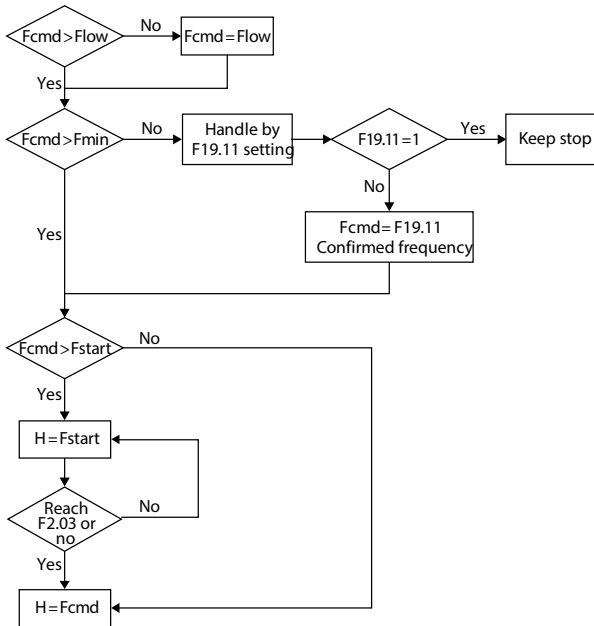 Fcmd>Flow
No
Fcmd=Flow
Yes
Fcmd>Fmin
No
Handle by
F19.11 setting
F19.11=1
Yes
Keep stop
No
Yes
Fcmd=F19.11
Confirmed frequency
Fcmd>Fstart
No
Yes
H=Fstart
Reach
F2.03 or
no
No
Yes
H=Fcmd